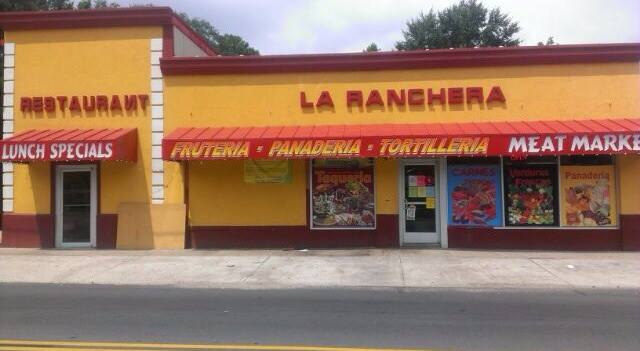 RESTAURANT
LA RANCHERA
LUNCH SPECIALS
FRUTERIA - PANADERIA - TORTILLERIA
MEAT MARKE
Taqueria
CARNES
Verduras
Panaderia